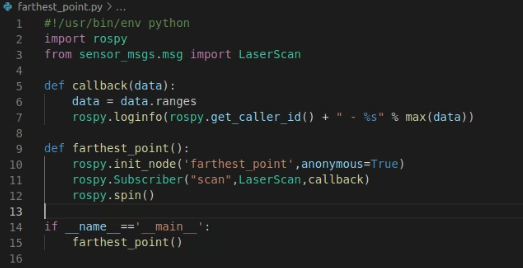 farthest_point.py > ...
1 #!/usr/bin/env python
2 import rospy
3 from sensor_msgs.msg import LaserScan
4
5 def callback(data):
6     data = data.ranges
7     rospy.loginfo(rospy.get_caller_id() + " - %s" % max(data))
8
9 def farthest_point():
10     rospy.init_node('farthest_point',anonymous=True)
11     rospy.Subscriber("scan",LaserScan,callback)
12     rospy.spin()
13
14 if __name__=='__main__':
15     farthest_point()
16